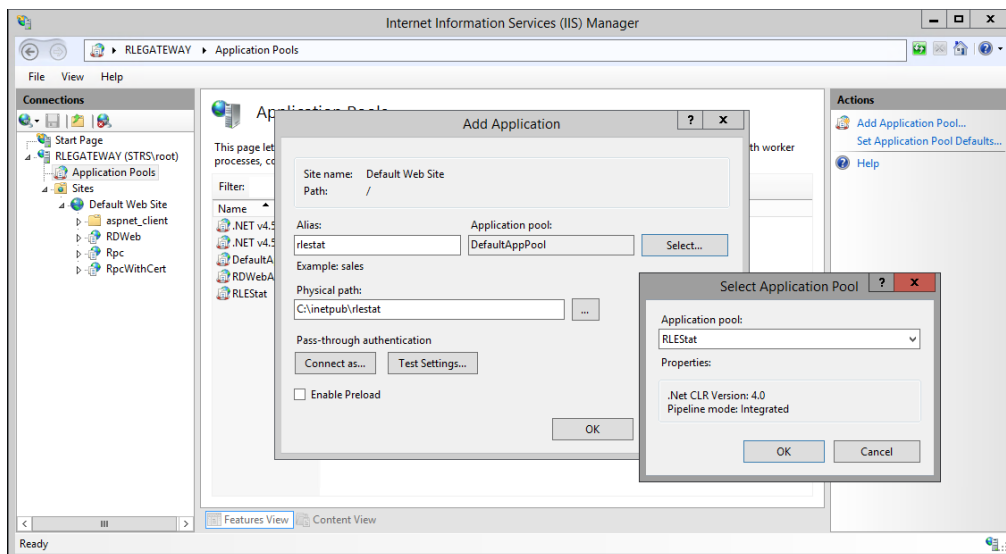 Internet Information Services (IIS) Manager
RLEGATEWAY
Application Pools
File View Help
Connections
Start Page
RLEGATEWAY (STRS\root)
Application Pools
Sites
Default Web Site
aspnet_client
RDWeb
Rpc
RpcWithCert
This page let
th worker
processes, co
Filter:
Name
.NET v4.5
.NET v4.5
DefaultA
RDWebA
RLEStat
Features View
Content View
Add Application
Site name: Default Web Site
Path: /
Alias:
Application pool:
rlestat
DefaultAppPool
Select...
Example: sales
Physical path:
C:\inetpub\rlestat
...
Pass-through authentication
Connect as...
Test Settings...
Enable Preload
OK
Select Application Pool
Application pool:
RLEStat
Properties:
.Net CLR Version: 4.0
Pipeline mode: Integrated
OK
Cancel
Actions
Add Application Pool...
Set Application Pool Defaults...
Help
Ready